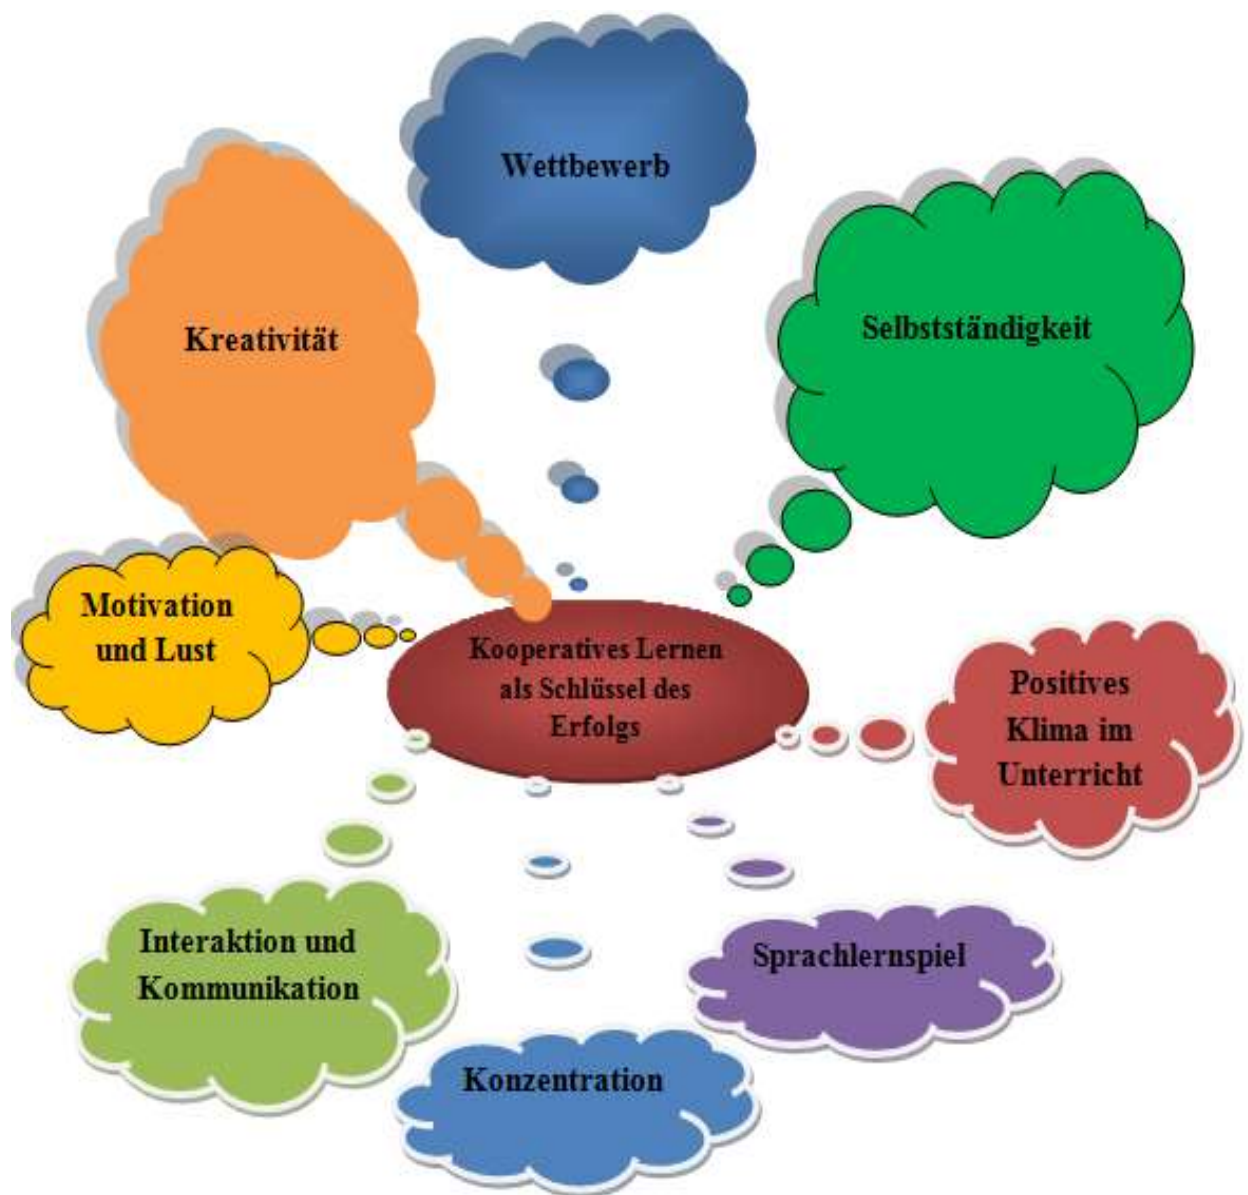 Wettbewerb
Kreativität
Selbstständigkeit
Motivation
und Lust
Kooperatives Lernen
als Schlüssel des
Erfolgs
Positives
Klima im
Unterricht
Interaktion und
Kommunikation
Sprachlernspiel
Konzentration